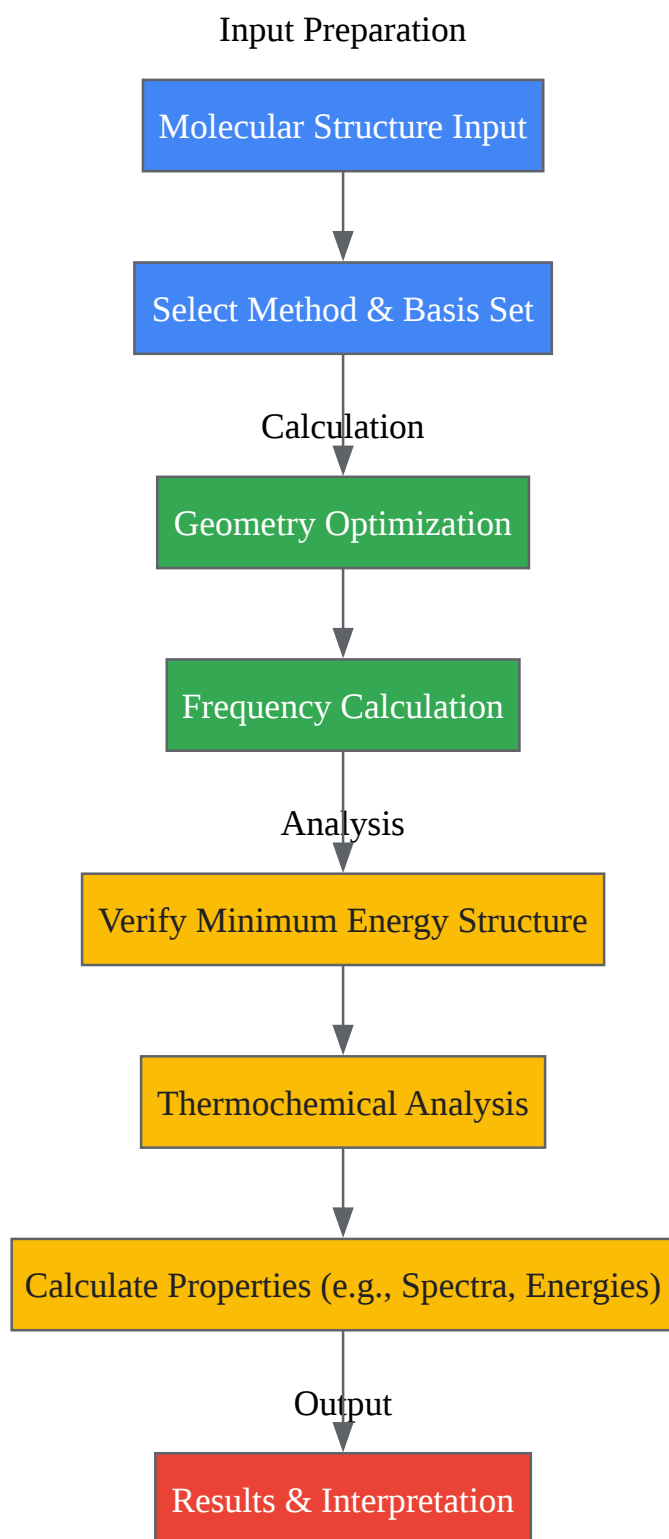 Input Preparation
Molecular Structure Input
Select Method & Basis Set
Calculation
Geometry Optimization
Frequency Calculation
Analysis
Verify Minimum Energy Structure
Thermochemical Analysis
Calculate Properties (e.g., Spectra, Energies)
Output
Results & Interpretation